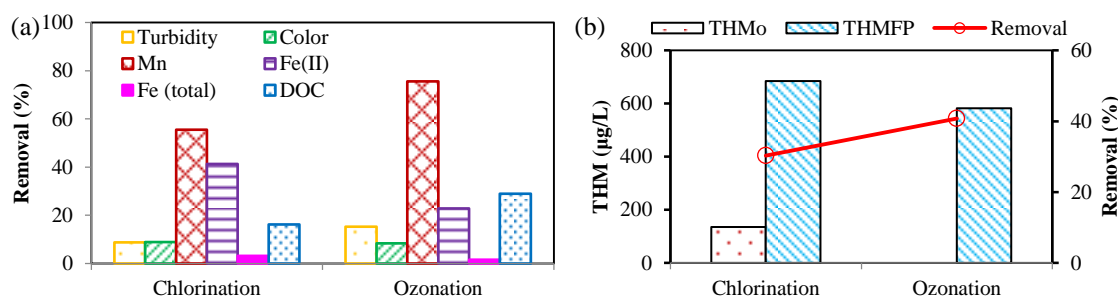 (a)
100
80
60
40
20
0
Removal (%)
Turbidity Color
Mn Fe(II)
Fe (total) DOC
Chlorination Ozonation
(b)
THMo THMFP Removal
800
600
400
200
0
THM (µg/L)
60
40
20
0
Removal (%)
Chlorination Ozonation